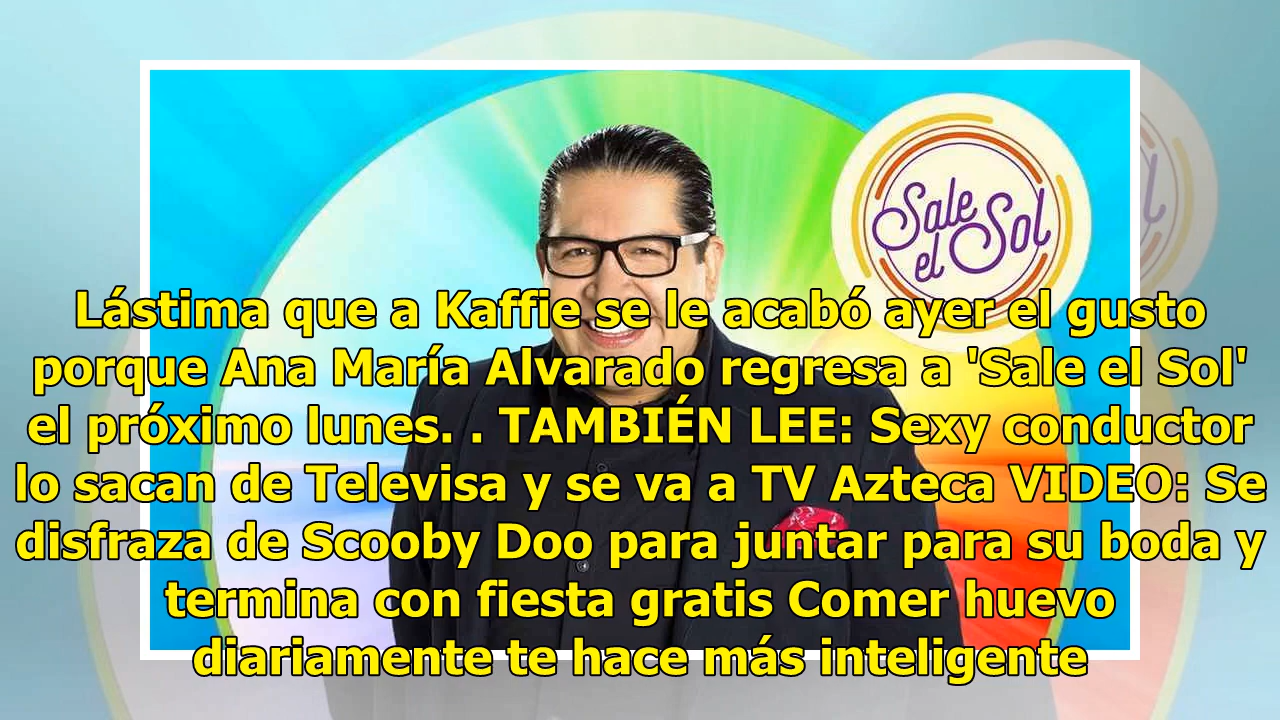 Sale
el Sol
Lástima que a Kaffie se le acabó ayer el gusto
porque Ana María Alvarado regresa a 'Sale el Sol'
el próximo lunes. . TAMBIÉN LEE: Sexy conductor
lo sacan de Televisa y se va a TV Azteca VIDEO: Se
disfraza de Scooby Doo para juntar para su boda y
termina con fiesta gratis Comer huevo
diariamente te hace más inteligente